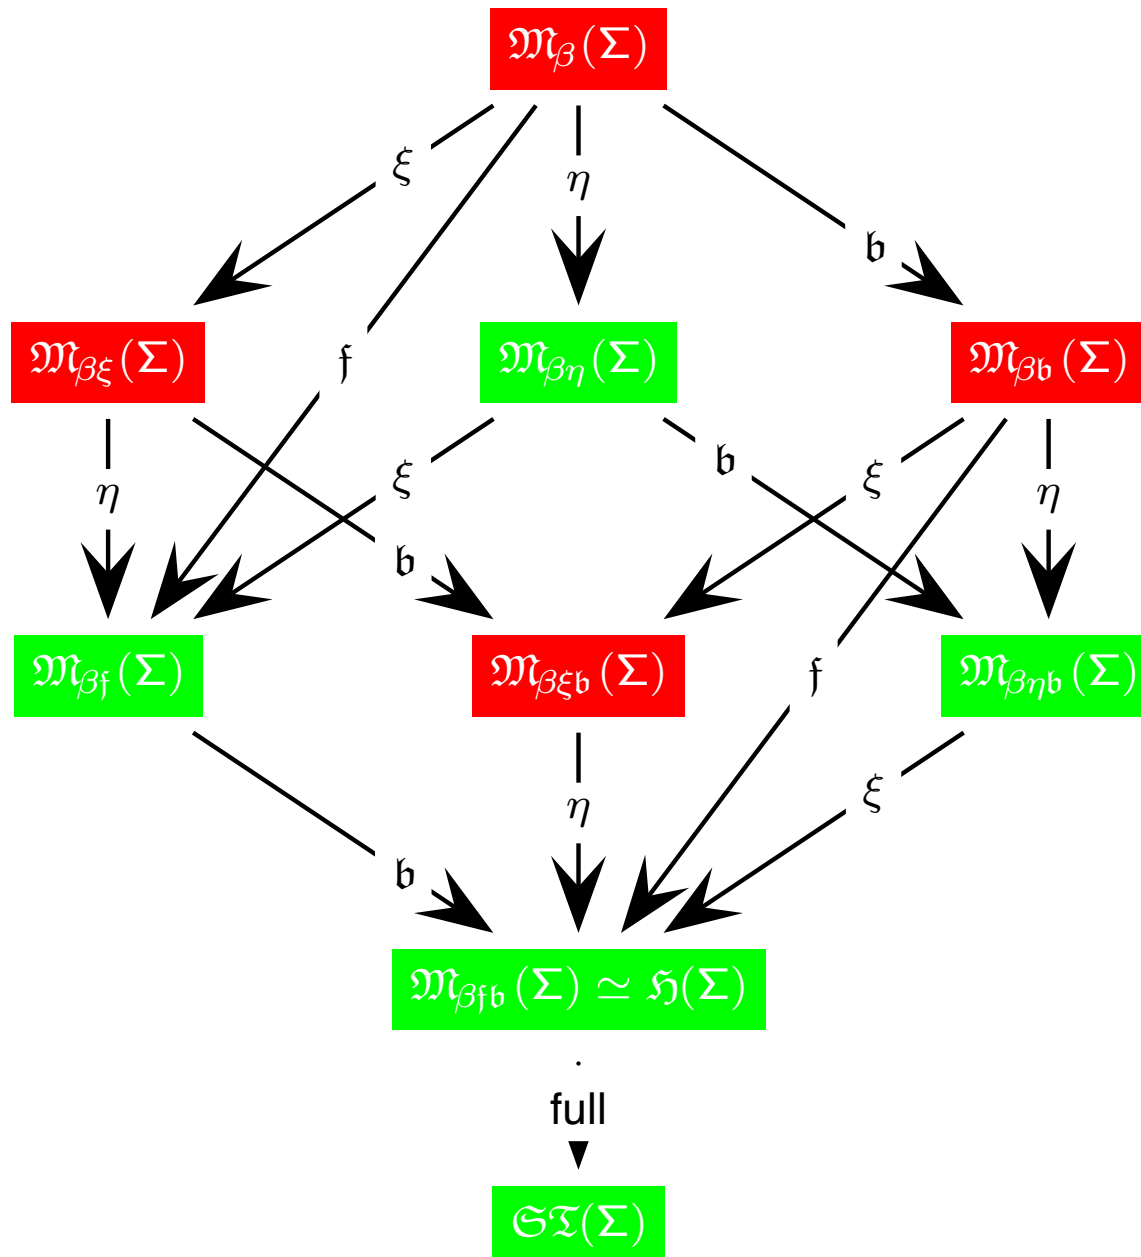 𝔐β(Σ)
ξ
η
𝔟
𝔐βξ(Σ)
𝔣
𝔐βη(Σ)
𝔐β𝔟(Σ)
η
𝔟
ξ
𝔟
ξ
η
𝔐β𝔣(Σ)
𝔐βξ𝔟(Σ)
𝔣
𝔐βη𝔟(Σ)
𝔟
η
ξ
𝔐β𝔣𝔟(Σ) ≃ ℌ(Σ)
full
𝔖𝔗(Σ)